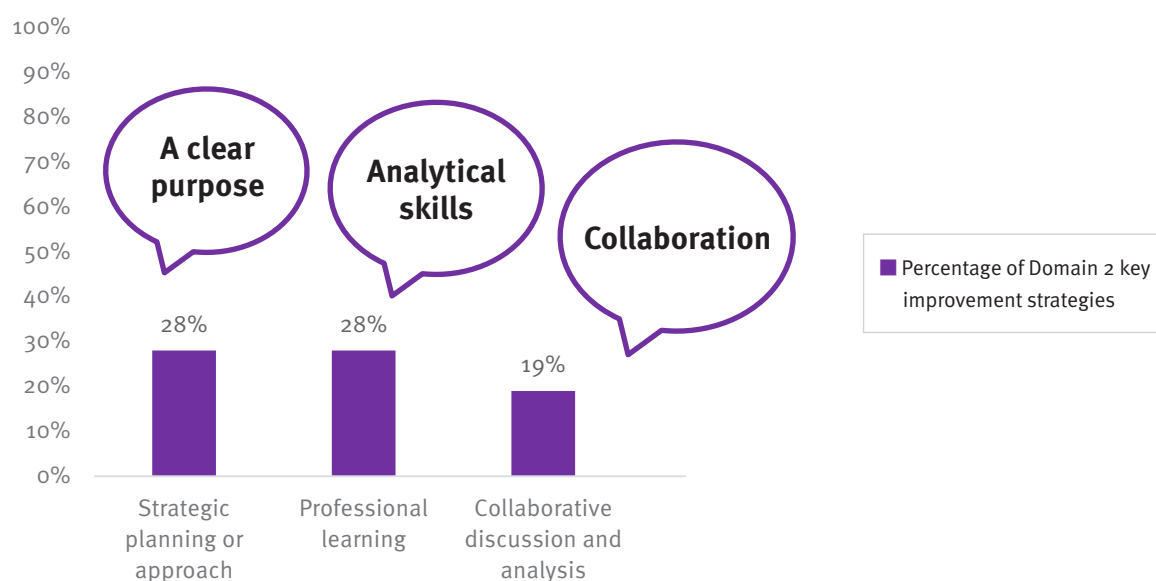 100%
90%
80%
70%
60%
50%
40%
30%
20%
10%
0%
A clear
purpose
Analytical
skills
Collaboration
28%
28%
19%
Strategic
planning or
approach
Professional
learning
Collaborative
discussion and
analysis
Percentage of Domain 2 key
improvement strategies